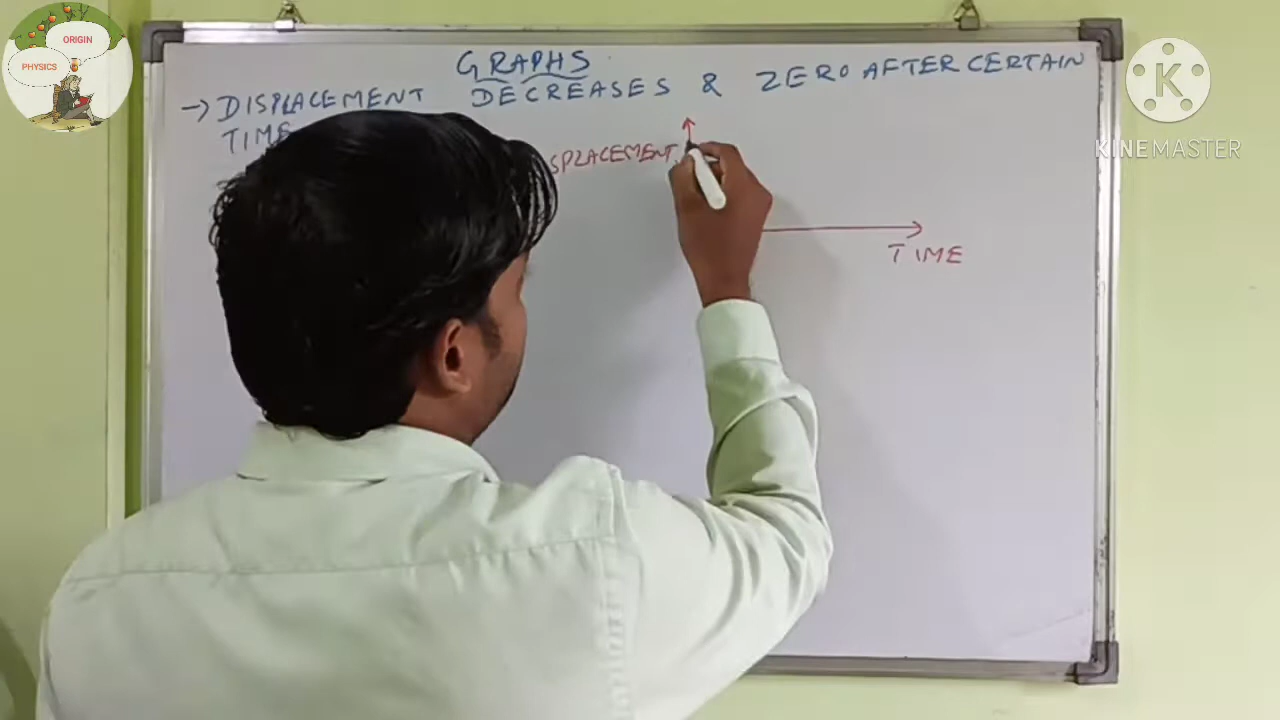 ORIGIN
PHYSICS
GRAPHS
→ DISPLACEMENT DECREASES & ZERO AFTER CERTAIN
TIME
SPLACEMENT
TIME
K
KINEMASTER